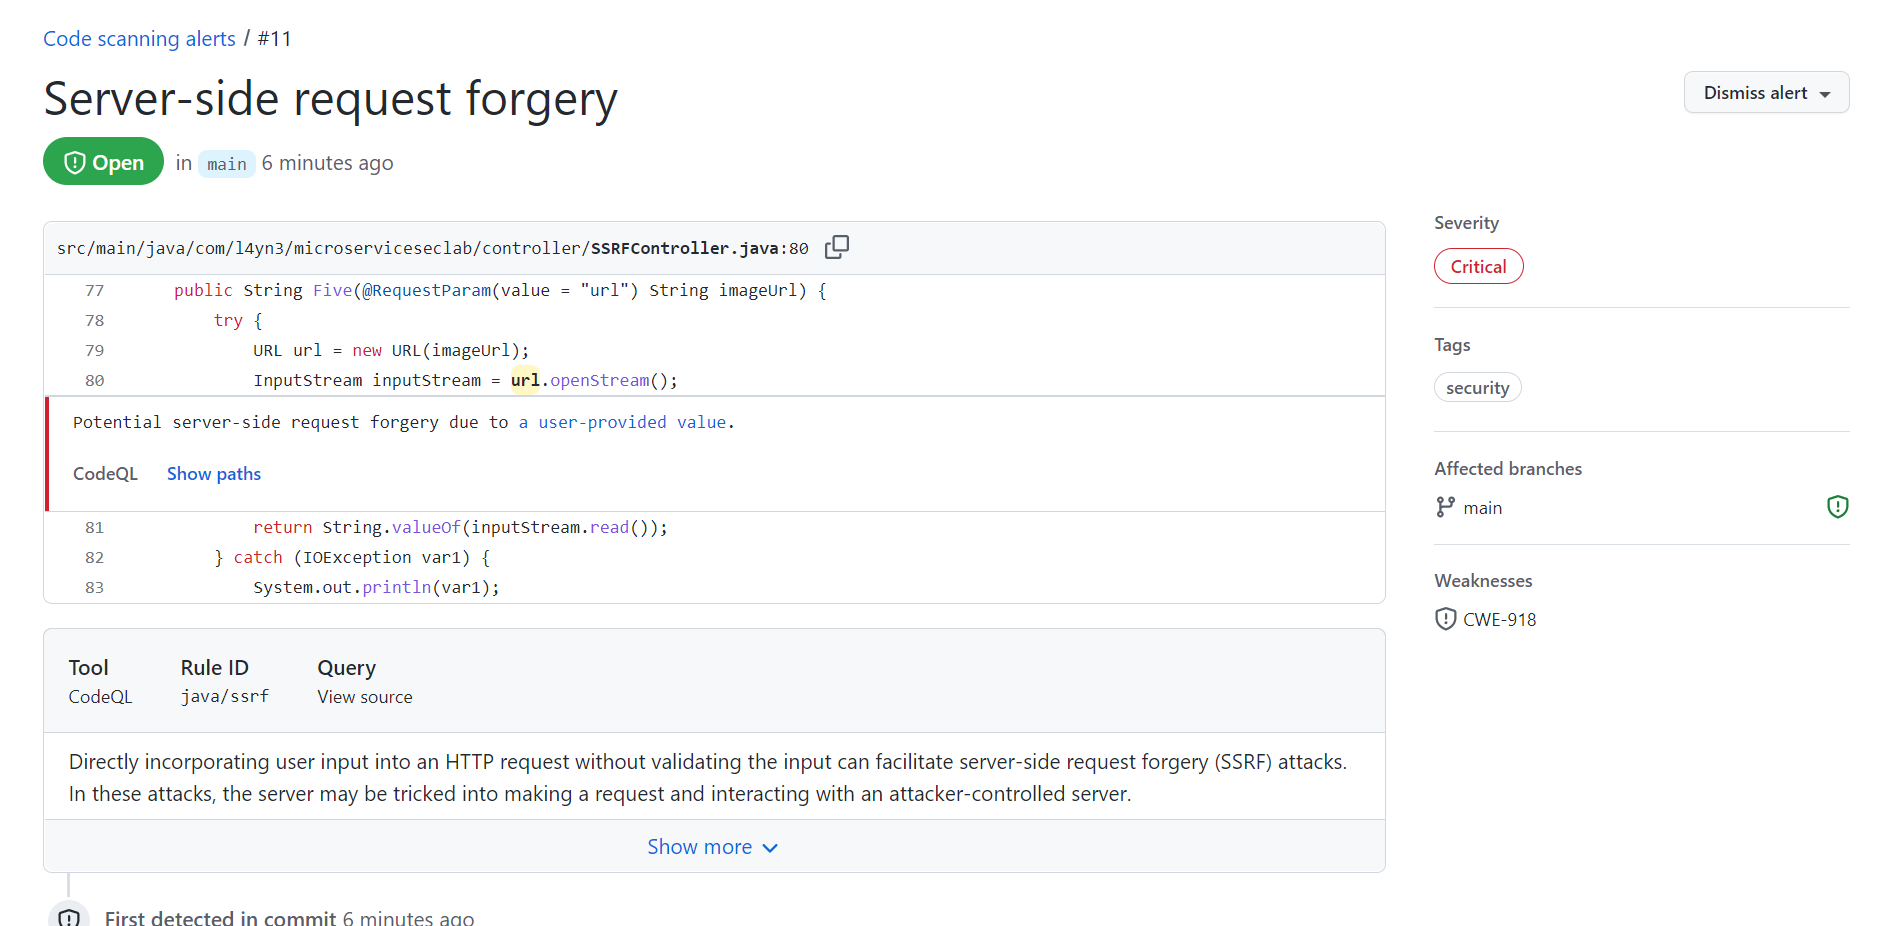 Code scanning alerts / #11
Server-side request forgery
Dismiss alert
Open in main 6 minutes ago
src/main/java/com/l4yn3/microserviceseclab/controller/SSRFController.java:80
77 public String Five(@RequestParam(value = "url") String imageUrl) {
78 try {
79 URL url = new URL(imageUrl);
80 InputStream inputStream = url.openStream();
Potential server-side request forgery due to a user-provided value.
CodeQL Show paths
81 return String.valueOf(inputStream.read());
82 } catch (IOException var1) {
83 System.out.println(var1);
Tool Rule ID Query
CodeQL java/ssrf View source
Directly incorporating user input into an HTTP request without validating the input can facilitate server-side request forgery (SSRF) attacks.
In these attacks, the server may be tricked into making a request and interacting with an attacker-controlled server.
Show more
First detected in commit 6 minutes ago
Severity
Critical
Tags
security
Affected branches
main
Weaknesses
CWE-918